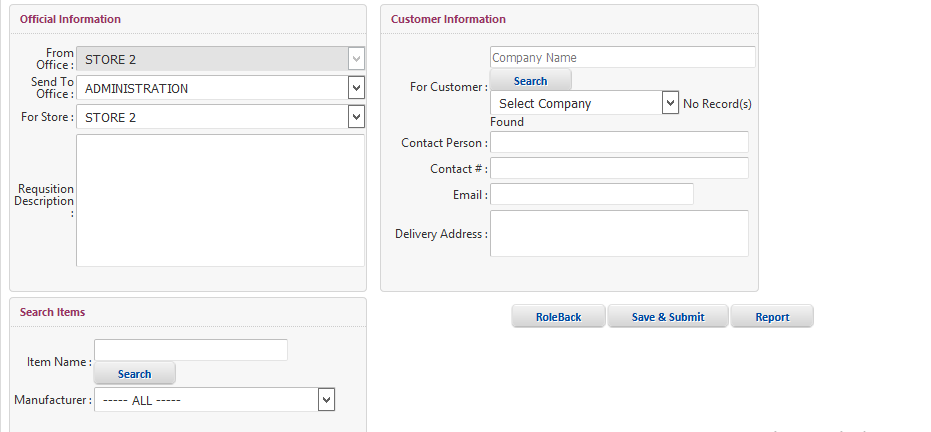 Official Information
From
Office :
STORE 2
Send To
Office :
ADMINISTRATION
For Store :
STORE 2
Requsition
Description
:
Customer Information
Company Name
For Customer :
Search
Select Company
No Record(s)
Found
Contact Person :
Contact # :
Email :
Delivery Address :
Search Items
Item Name :
Search
Manufacturer :
----- ALL -----
RoleBack
Save & Submit
Report